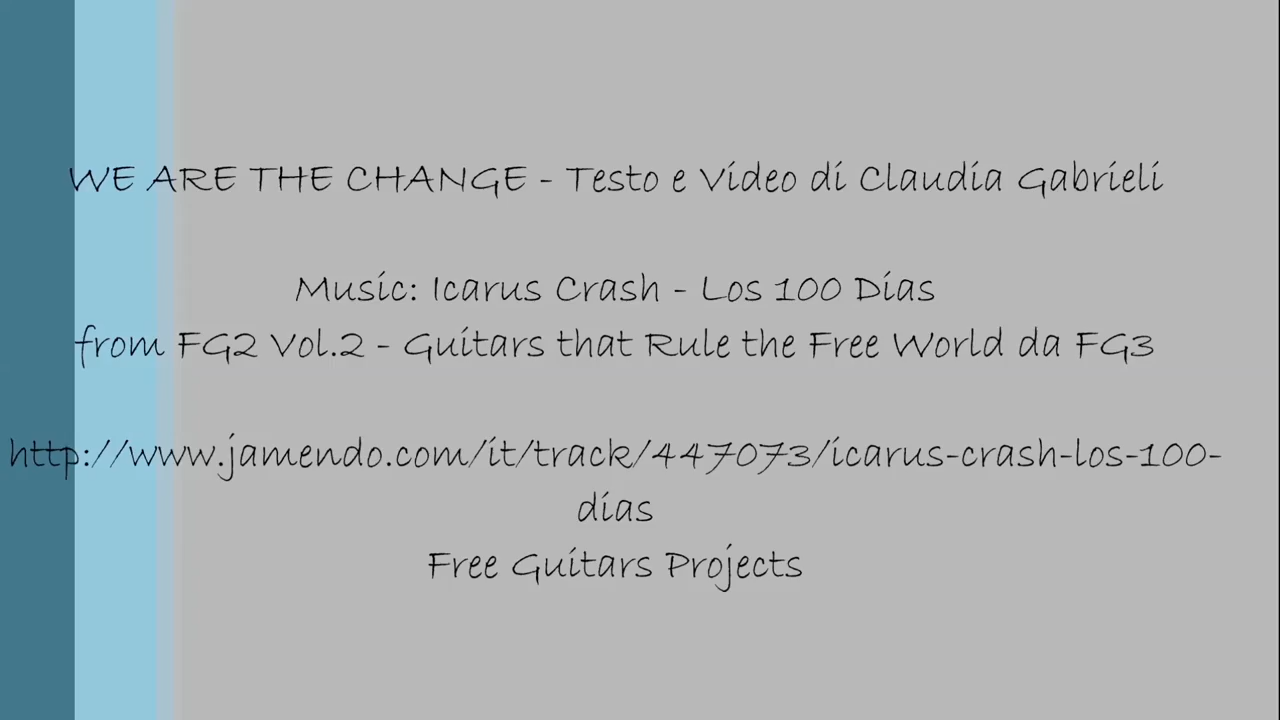 WE ARE THE CHANGE - Testo e Video di Claudia Gabrieli
Music: Icarus Crash - Los 100 Días
from FG2 Vol.2 - Guitars that Rule the Free World da FG3
http://www.jamendo.com/it/track/447073/icarus-crash-los-100-
dias
Free Guitars Projects